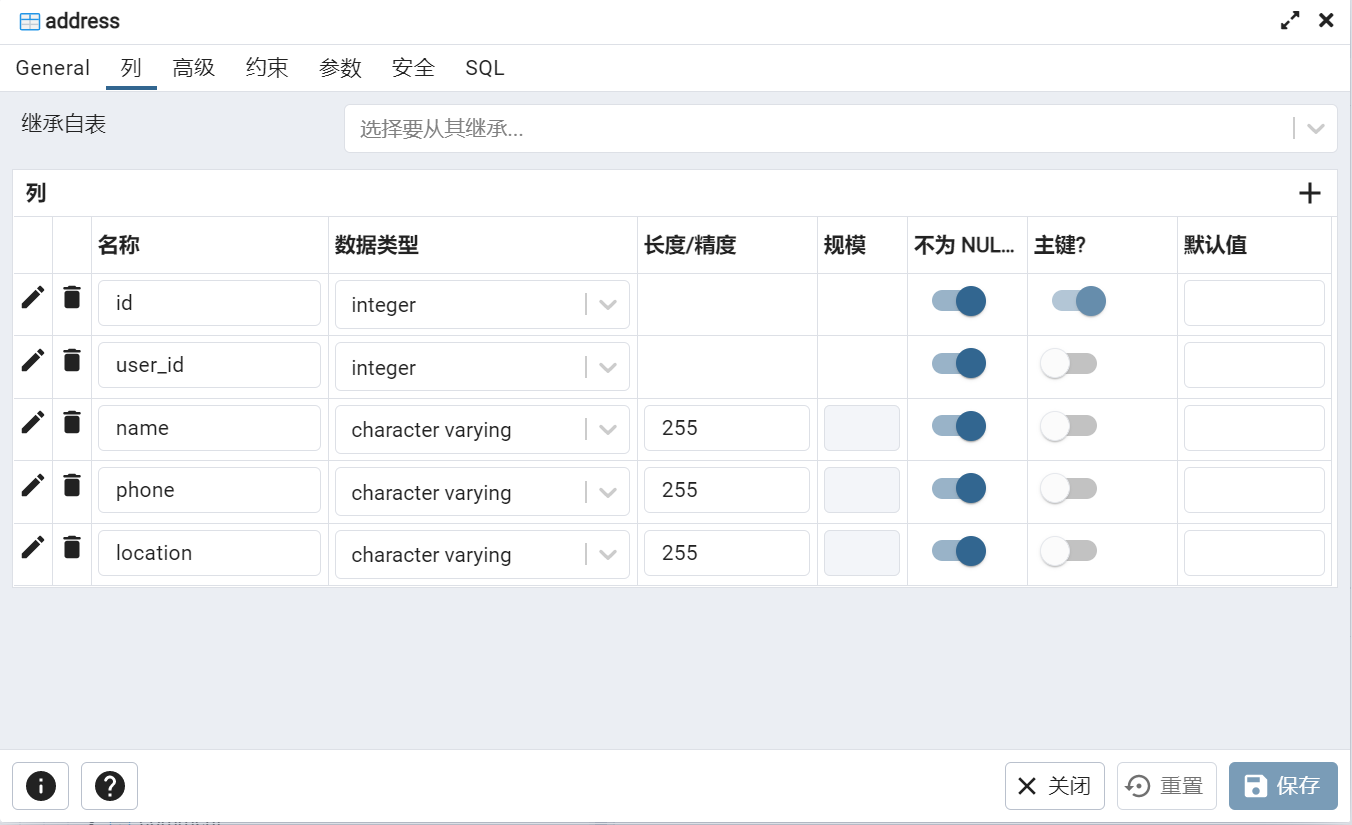 address
General 列 高级 约束 参数 安全 SQL
继承自表 选择要从其继承...
列
名称 数据类型 长度/精度 规模 不为 NUL... 主键? 默认值
id integer
user_id integer
name character varying 255
phone character varying 255
location character varying 255
关闭 重置 保存